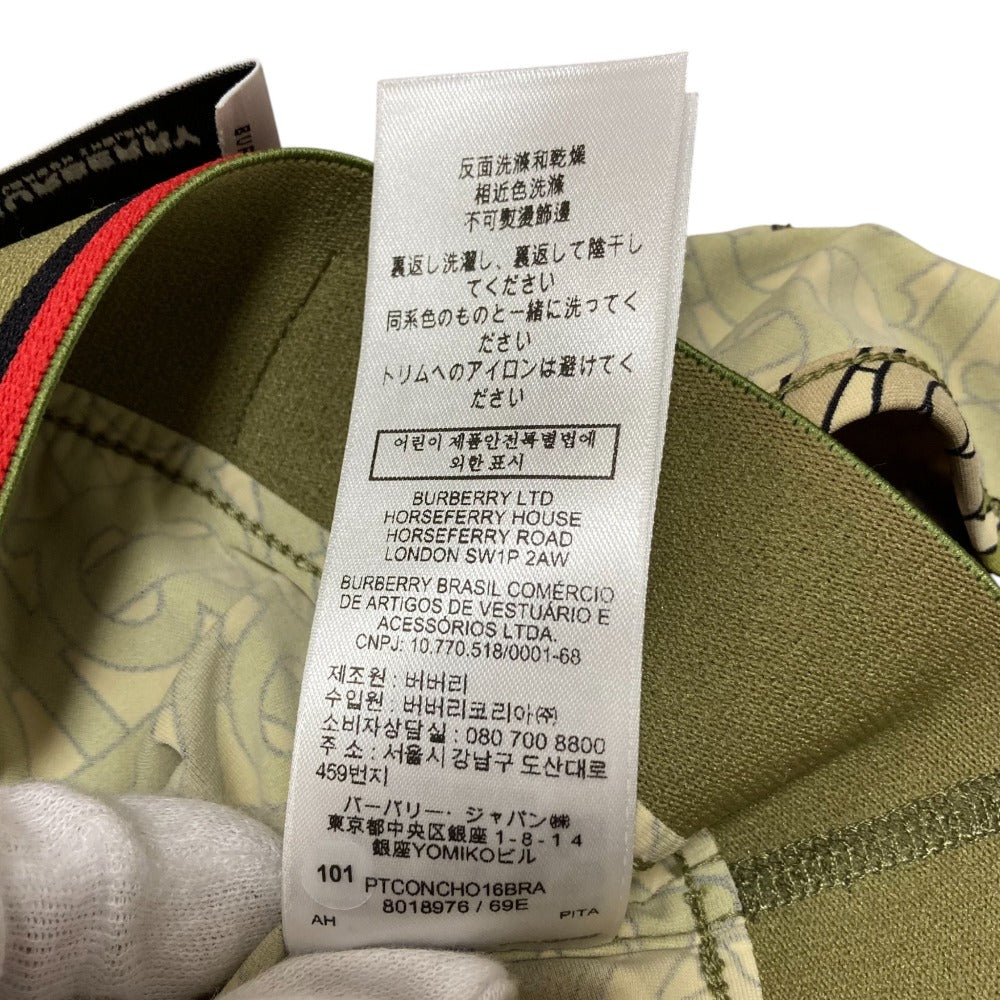 反面洗滌和乾燥
相近色洗滌
不可熨燙飾邊
裏返し洗濯し、裏返して陸干し
てください
同系色のものと一緒に洗ってく
ださい
トリムへのアイロンは避けてく
ださい
어린이 제품안전특별법에
의한 표시
BURBERRY LTD
HORSEFERRY HOUSE
HORSEFERRY ROAD
LONDON SW1P 2AW
BURBERRY BRASIL COMÉRCIO
DE ARTIGOS DE VESTUÁRIO E
ACESSÓRIOS LTDA.
CNPJ: 10.770.518/0001-68
제조원 : 버버리
수입원 : 버버리코리아㈜
소비자상담실 : 080 700 8800
주 소 : 서울시 강남구 도산대로
459번지
バーバリー・ジャパン㈱
東京都中央区銀座1-8-14
銀座YOMIKOビル
101
PTCONCHO16BRA
8018976 / 69E
AH PITA